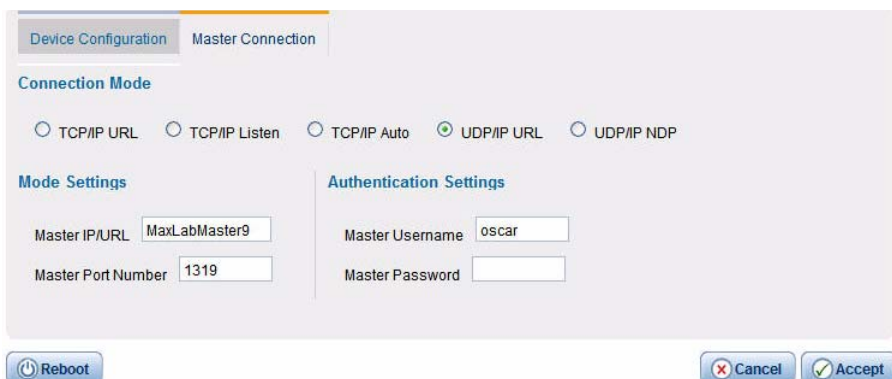 Device Configuration Master Connection
Connection Mode
TCP/IP URL TCP/IP Listen TCP/IP Auto UDP/IP URL UDP/IP NDP
Mode Settings Authentication Settings
Master IP/URL MaxLabMaster9 Master Username oscar
Master Port Number 1319 Master Password
Reboot Cancel Accept